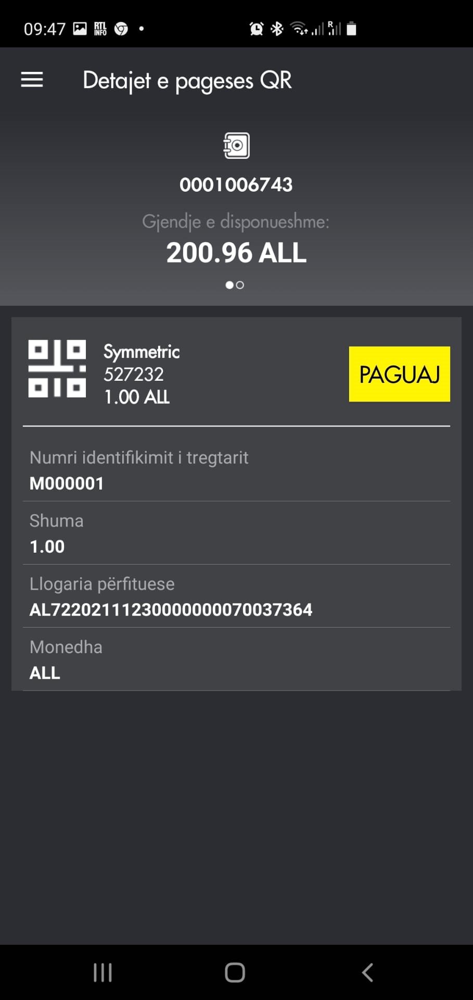 09:47 RTL INFO R
Detajet e pageses QR
0001006743
Gjendje e disponueshme:
200.96 ALL
Symmetric
527232
1.00 ALL
PAGUAJ
Numri identifikimit i tregtarit
M000001
Shuma
1.00
Llogaria përfituese
AL72202111230000000070037364
Monedha
ALL